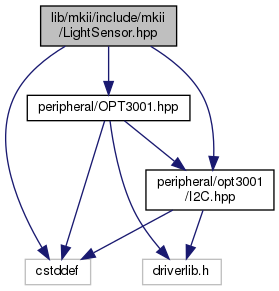 lib/mkii/include/mkii
/LightSensor.hpp
peripheral/OPT3001.hpp
peripheral/opt3001
/I2C.hpp
cstddef
driverlib.h